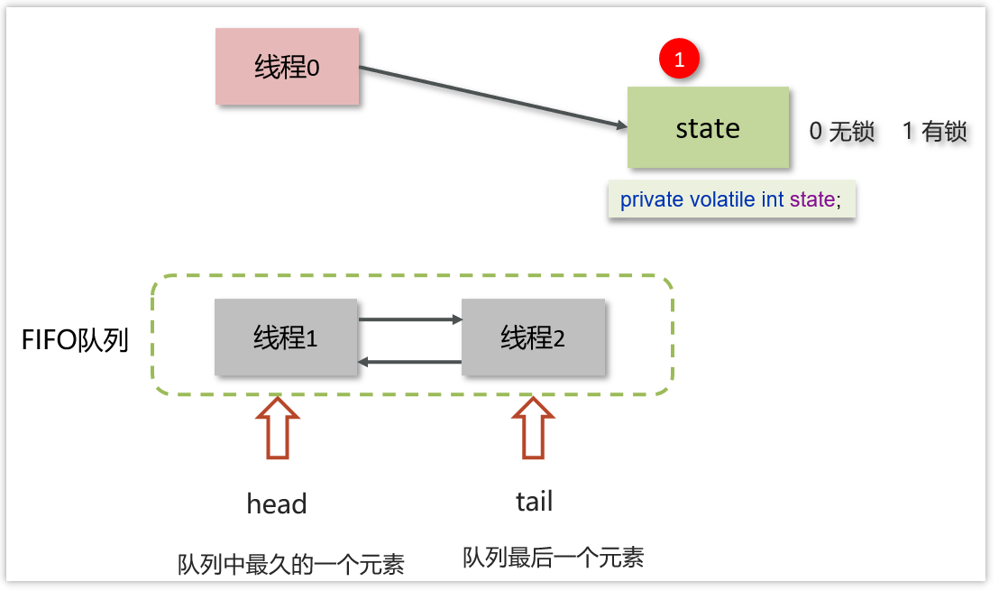 线程0
1
state
0 无锁 1 有锁
private volatile int state;
FIFO队列
线程1
线程2
head
tail
队列中最久的一个元素
队列最后一个元素